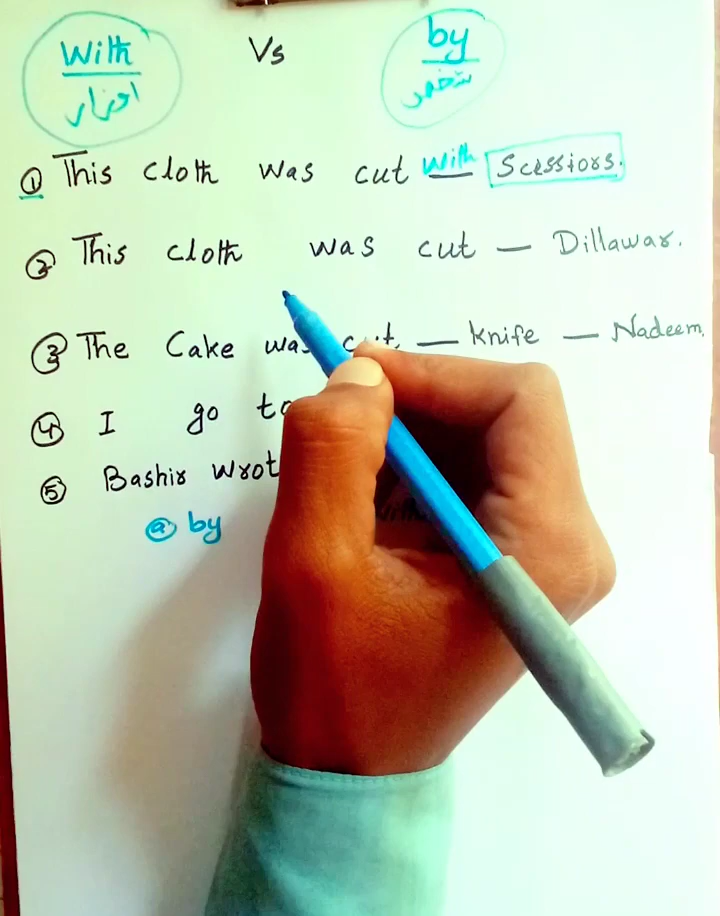 With Vs by
اوزار شخص
① This cloth was cut with Scessiors.
② This cloth was cut — Dillawar.
③ The Cake was cut — knife — Nadeem.
④ I go to
⑤ Bashir wrot
ⓐ by